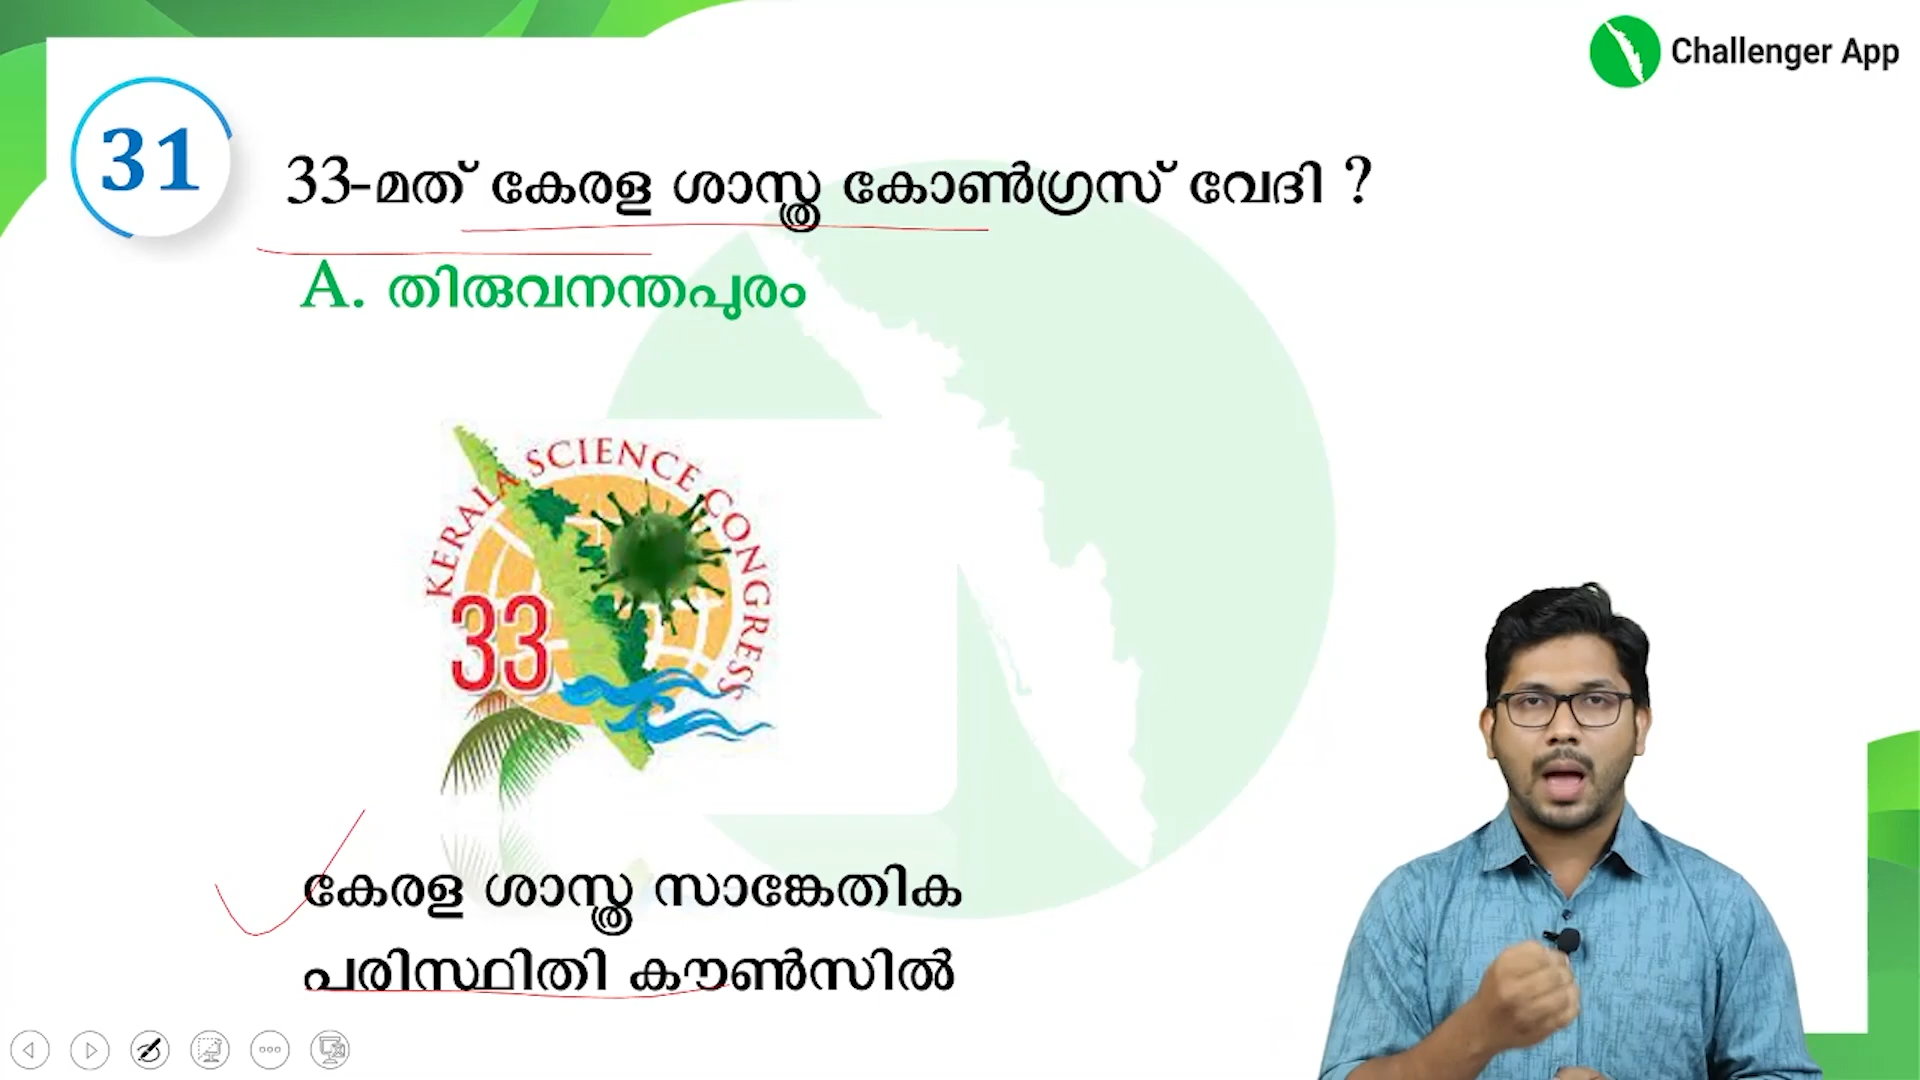 Challenger App
31
33-മത് കേരള ശാസ്ത്ര കോൺഗ്രസ് വേദി ?
A. തിരുവനന്തപുരം
KERALA SCIENCE CONGRESS
33
കേരള ശാസ്ത്ര സാങ്കേതിക
പരിസ്ഥിതി കൗൺസിൽ